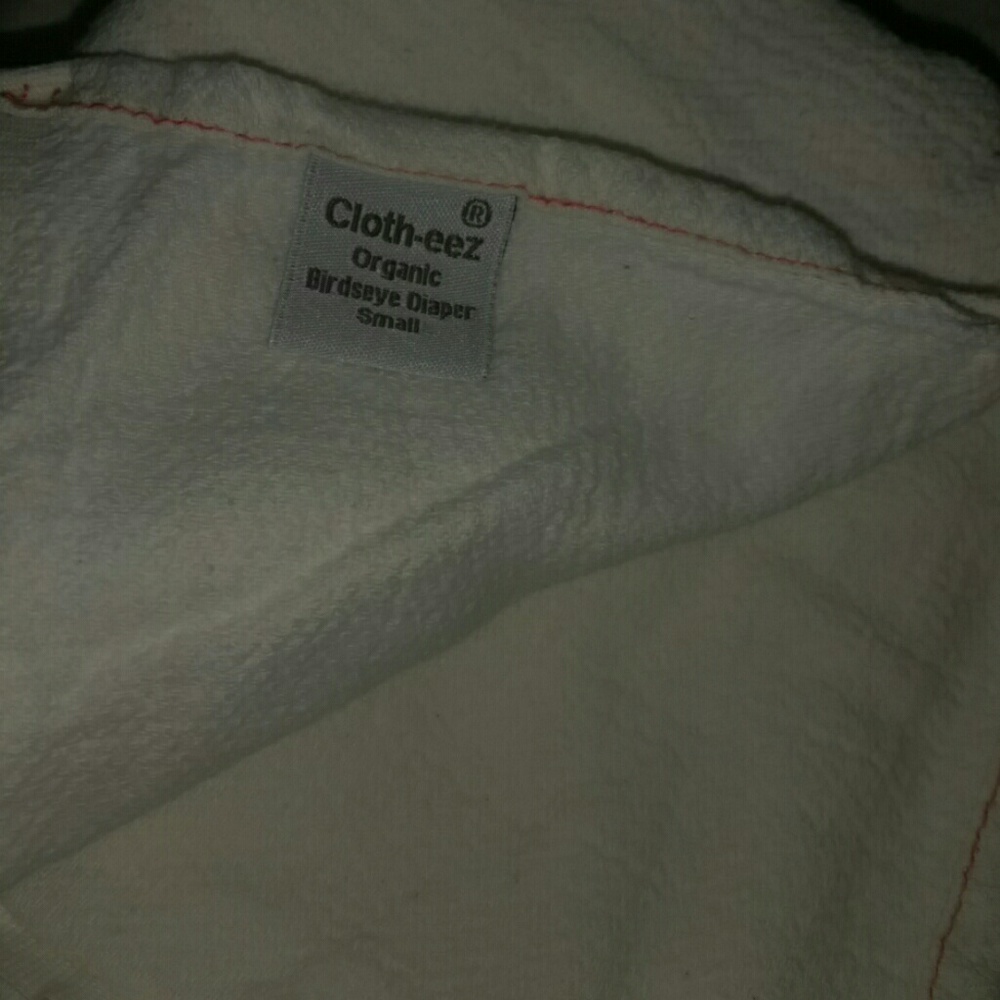 Cloth-eez®
Organic
Birdseye Diaper
Small